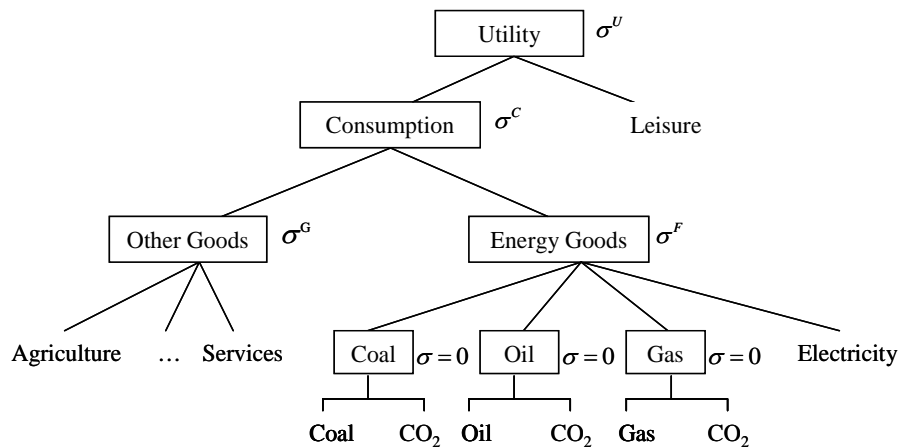 Utility σ^U
Consumption σ^C Leisure
Other Goods σ^G Energy Goods σ^F
Coal σ = 0 Oil σ = 0 Gas σ = 0
Agriculture … Services Electricity
Coal CO₂ Oil CO₂ Gas CO₂